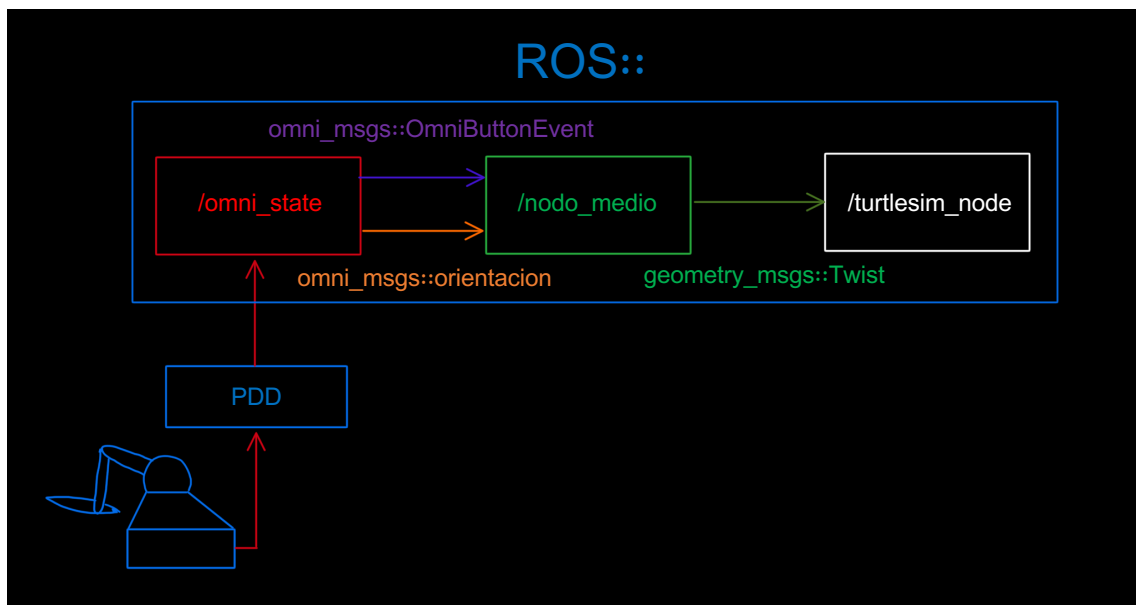 ROS::
omni_msgs::OmniButtonEvent
/omni_state
/nodo_medio
/turtlesim_node
omni_msgs::orientacion
geometry_msgs::Twist
PDD